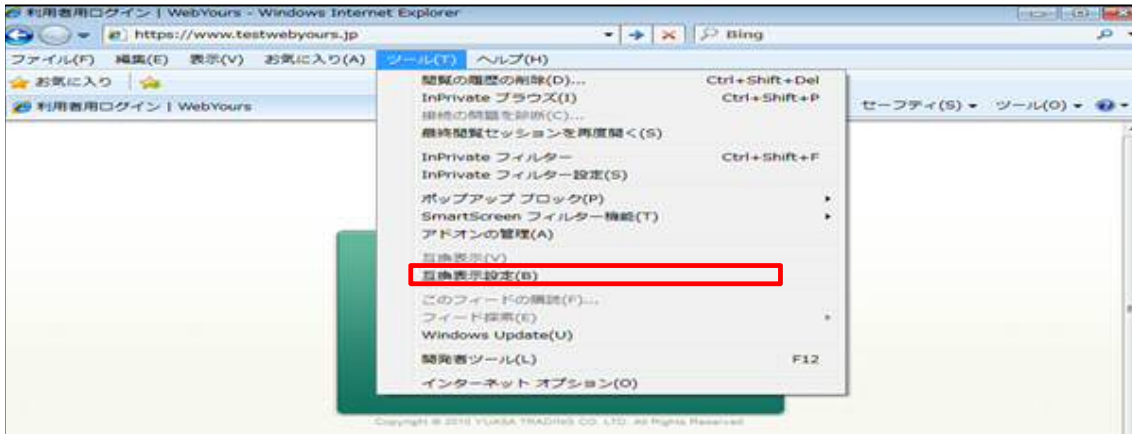 利用者用ログイン | WebYours - Windows Internet Explorer
https://www.testwebyours.jp
Bing
ファイル(F) 編集(E) 表示(V) お気に入り(A) ツール(T) ヘルプ(H)
お気に入り
利用者用ログイン | WebYours
セーフティ(S) ツール(O)
閲覧の履歴の削除(D)... Ctrl+Shift+Del
InPrivate ブラウズ(I) Ctrl+Shift+P
接続の問題を診断(C)...
最終閲覧セッションを再度開く(S)
InPrivate フィルター Ctrl+Shift+F
InPrivate フィルター設定(S)
ポップアップ ブロック(P)
SmartScreen フィルター機能(T)
アドオンの管理(A)
互換表示(V)
互換表示設定(B)
このフィードの購読(F)...
フィード探索(E)
Windows Update(U)
開発者ツール(L) F12
インターネット オプション(O)
Copyright © 2010 YUASA TRADING CO. LTD. All Rights Reserved